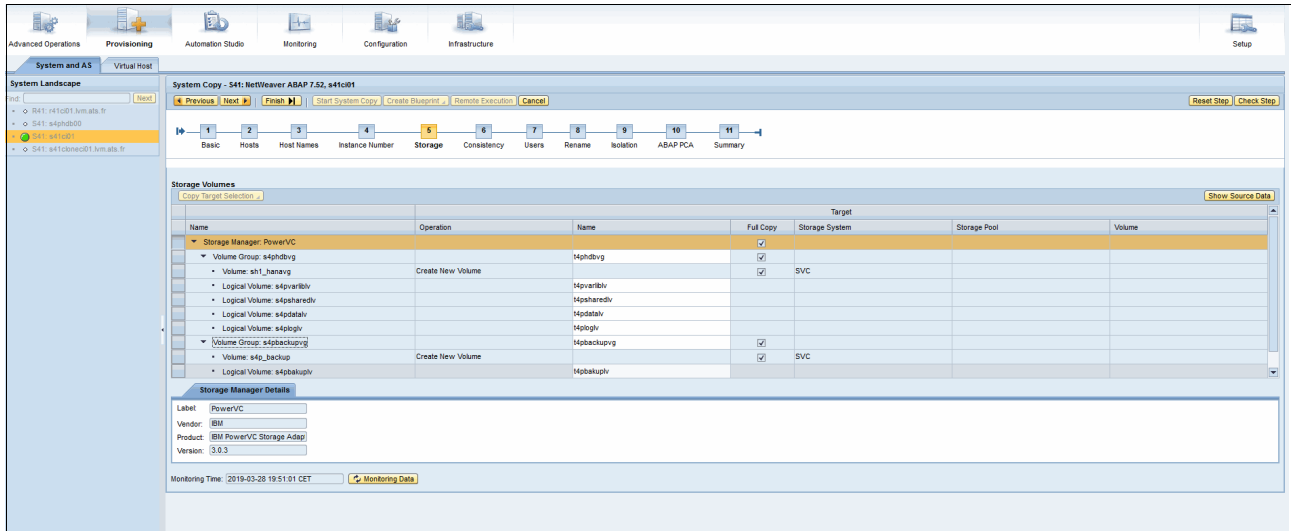 Advanced Operations Provisioning Automation Studio Monitoring Configuration Infrastructure Setup
System and AS Virtual Host
System Landscape
Find: Next
R41: r41ci01.lvm.ats.fr
S41: s4phdb00
S41: s41ci01
S41: s41cloneci01.lvm.ats.fr
System Copy - S41: NetWeaver ABAP 7.52, s41ci01
Previous Next Finish Start System Copy Create Blueprint Remote Execution Cancel Reset Step Check Step
1 2 3 4 5 6 7 8 9 10 11
Basic Hosts Host Names Instance Number Storage Consistency Users Rename Isolation ABAP PCA Summary
Storage Volumes
Copy Target Selection Show Source Data
Target
Name Operation Name Full Copy Storage System Storage Pool Volume
Storage Manager: PowerVC
Volume Group: s4phdbvg t4phdbvg
Volume: sh1_hanavg Create New Volume SVC
Logical Volume: s4pvarliblv t4pvarliblv
Logical Volume: s4psharedlv t4psharedlv
Logical Volume: s4pdatalv t4pdatalv
Logical Volume: s4ploglv t4ploglv
Volume Group: s4pbackupvg t4pbackupvg
Volume: s4p_backup Create New Volume SVC
Logical Volume: s4pbakuplv t4pbakuplv
Storage Manager Details
Label PowerVC
Vendor: IBM
Product: IBM PowerVC Storage Adap
Version: 3.0.3
Monitoring Time: 2019-03-28 19:51:01 CET Monitoring Data